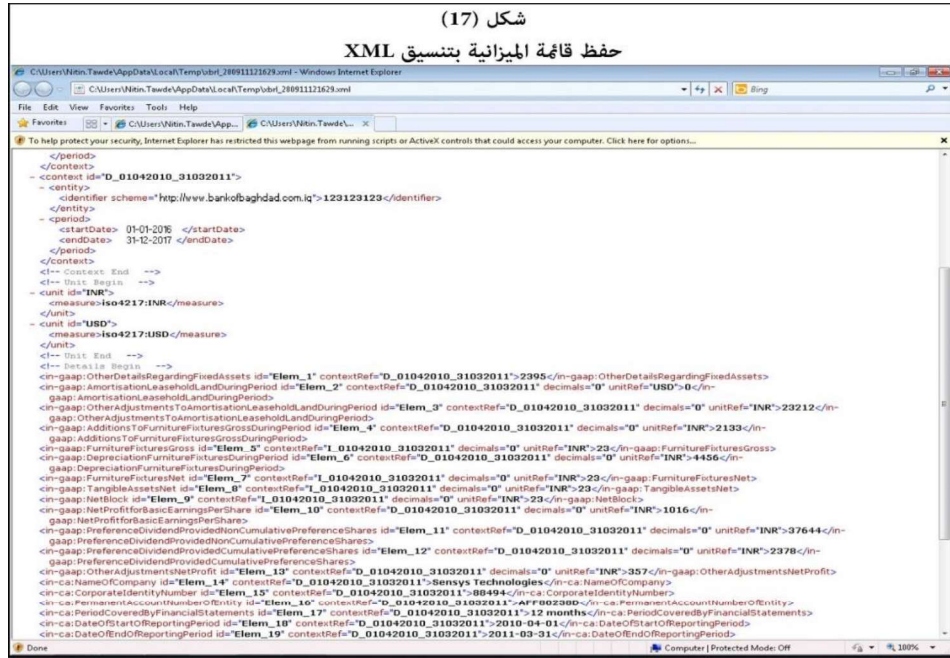 شكل (17)
حفظ قائمة الميزانية بتنسيق XML
C:\Users\Nitin.Tawde\AppData\Local\Temp\xbrl_280911121629.xml - Windows Internet Explorer
C:\Users\Nitin.Tawde\AppData\Local\Temp\xbrl_280911121629.xml
Bing
File Edit View Favorites Tools Help
Favorites C:\Users\Nitin.Tawde\App... C:\Users\Nitin.Tawde\...
To help protect your security, Internet Explorer has restricted this webpage from running scripts or ActiveX controls that could access your computer. Click here for options...
</period>
</context>
- <context id="D_01042010_31032011">
- <entity>
<identifier scheme="http://www.bankofbaghdad.com.iq">123123123</identifier>
</entity>
- <period>
<startDate> 01-01-2016 </startDate>
<endDate> 31-12-2017 </endDate>
</period>
</context>
<!-- Context End -->
<!-- Unit Begin -->
- <unit id="INR">
<measure>iso4217:INR</measure>
</unit>
- <unit id="USD">
<measure>iso4217:USD</measure>
</unit>
<!-- Unit End -->
<!-- Details Begin -->
<in-gaap:OtherDetailsRegardingFixedAssets id="Elem_1" contextRef="D_01042010_31032011">2395</in-gaap:OtherDetailsRegardingFixedAssets>
<in-gaap:AmortisationLeaseholdLandDuringPeriod id="Elem_2" contextRef="D_01042010_31032011" decimals="0" unitRef="USD">0</in-
gaap:AmortisationLeaseholdLandDuringPeriod>
<in-gaap:OtherAdjustmentsToAmortisationLeaseholdLandDuringPeriod id="Elem_3" contextRef="D_01042010_31032011" decimals="0" unitRef="INR">23212</in-
gaap:OtherAdjustmentsToAmortisationLeaseholdLandDuringPeriod>
<in-gaap:AdditionsToFurnitureFixturesGrossDuringPeriod id="Elem_4" contextRef="D_01042010_31032011" decimals="0" unitRef="INR">2133</in-
gaap:AdditionsToFurnitureFixturesGrossDuringPeriod>
<in-gaap:FurnitureFixturesGross id="Elem_5" contextRef="I_01042010_31032011" decimals="0" unitRef="INR">23</in-gaap:FurnitureFixturesGross>
<in-gaap:DepreciationFurnitureFixturesDuringPeriod id="Elem_6" contextRef="D_01042010_31032011" decimals="0" unitRef="INR">4456</in-
gaap:DepreciationFurnitureFixturesDuringPeriod>
<in-gaap:FurnitureFixturesNet id="Elem_7" contextRef="I_01042010_31032011" decimals="0" unitRef="INR">23</in-gaap:FurnitureFixturesNet>
<in-gaap:TangibleAssetsNet id="Elem_8" contextRef="I_01042010_31032011" decimals="0" unitRef="INR">23</in-gaap:TangibleAssetsNet>
<in-gaap:NetBlock id="Elem_9" contextRef="I_01042010_31032011" decimals="0" unitRef="INR">23</in-gaap:NetBlock>
<in-gaap:NetProfitforBasicEarningsPerShare id="Elem_10" contextRef="D_01042010_31032011" decimals="0" unitRef="INR">1016</in-
gaap:NetProfitforBasicEarningsPerShare>
<in-gaap:PreferenceDividendProvidedNonCumulativePreferenceShares id="Elem_11" contextRef="D_01042010_31032011" decimals="0" unitRef="INR">37644</in-
gaap:PreferenceDividendProvidedNonCumulativePreferenceShares>
<in-gaap:PreferenceDividendProvidedCumulativePreferenceShares id="Elem_12" contextRef="D_01042010_31032011" decimals="0" unitRef="INR">2378</in-
gaap:PreferenceDividendProvidedCumulativePreferenceShares>
<in-gaap:OtherAdjustmentsNetProfit id="Elem_13" contextRef="D_01042010_31032011" decimals="0" unitRef="INR">357</in-gaap:OtherAdjustmentsNetProfit>
<in-ca:NameOfCompany id="Elem_14" contextRef="D_01042010_31032011">Sensys Technologies</in-ca:NameOfCompany>
<in-ca:CorporateIdentityNumber id="Elem_15" contextRef="D_01042010_31032011">88494</in-ca:CorporateIdentityNumber>
<in-ca:PermanentAccountNumberOfEntity id="Elem_16" contextRef="D_01042010_31032011">AFF80238D</in-ca:PermanentAccountNumberOfEntity>
<in-ca:PeriodCoveredByFinancialStatements id="Elem_17" contextRef="D_01042010_31032011">12 months</in-ca:PeriodCoveredByFinancialStatements>
<in-ca:DateOfStartOfReportingPeriod id="Elem_18" contextRef="D_01042010_31032011">2010-04-01</in-ca:DateOfStartOfReportingPeriod>
<in-ca:DateOfEndOfReportingPeriod id="Elem_19" contextRef="D_01042010_31032011">2011-03-31</in-ca:DateOfEndOfReportingPeriod>
Done Computer | Protected Mode: Off 100%